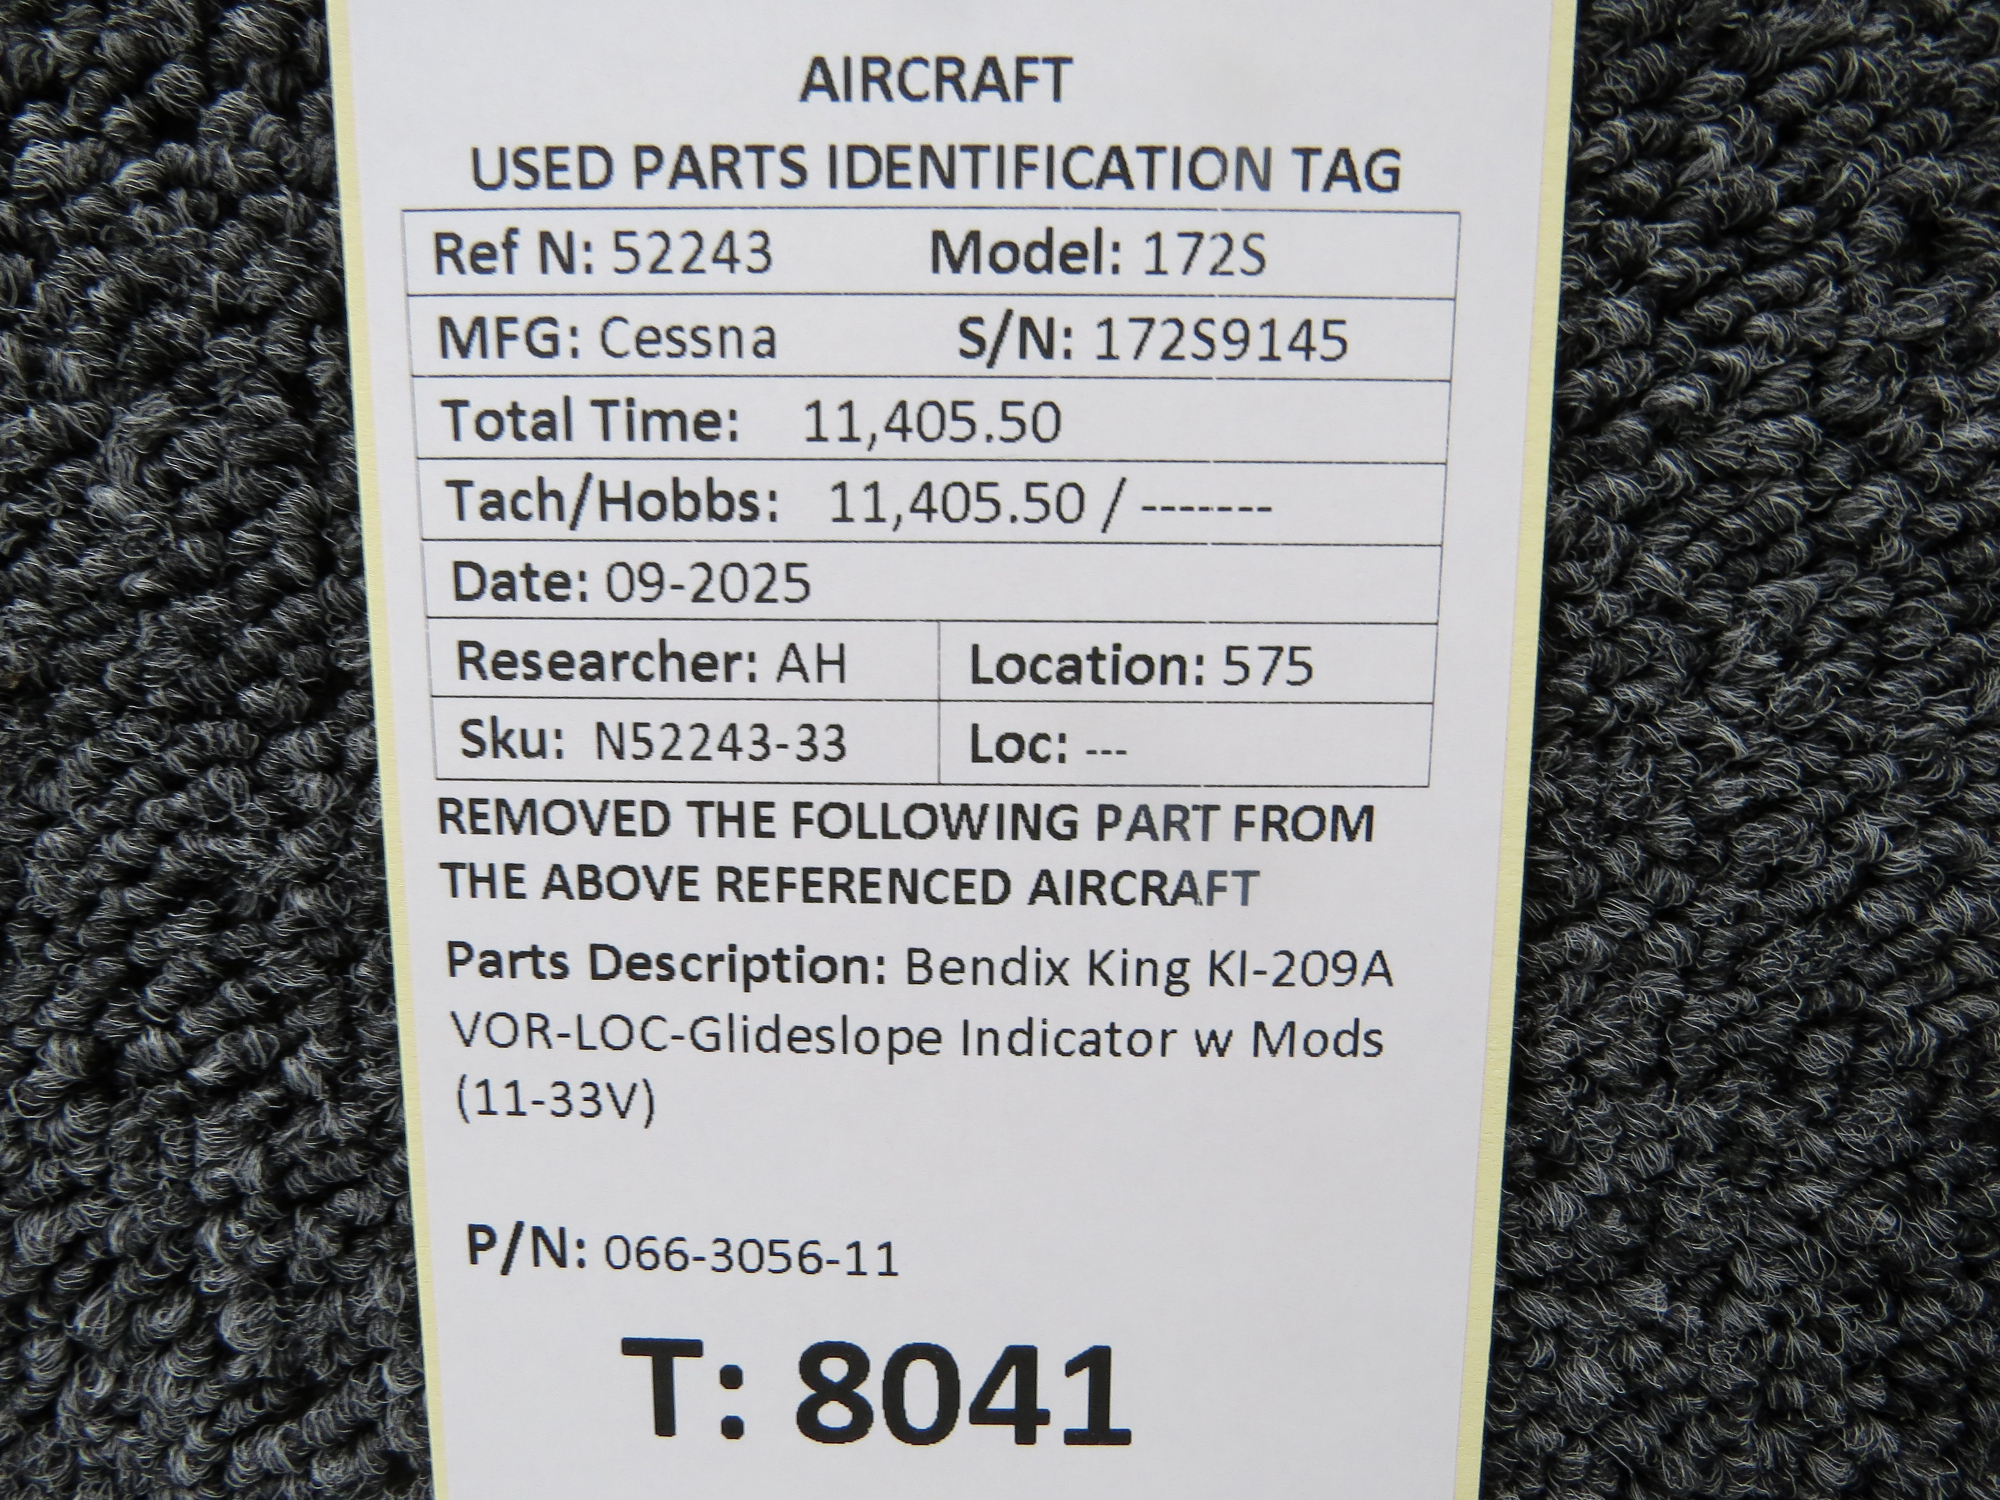 AIRCRAFT
USED PARTS IDENTIFICATION TAG
Ref N: 52243 Model: 172S
MFG: Cessna S/N: 172S9145
Total Time: 11,405.50
Tach/Hobbs: 11,405.50 / -------
Date: 09-2025
Researcher: AH Location: 575
Sku: N52243-33 Loc: ---
REMOVED THE FOLLOWING PART FROM
THE ABOVE REFERENCED AIRCRAFT
Parts Description: Bendix King KI-209A
VOR-LOC-Glideslope Indicator w Mods
(11-33V)
P/N: 066-3056-11
T: 8041